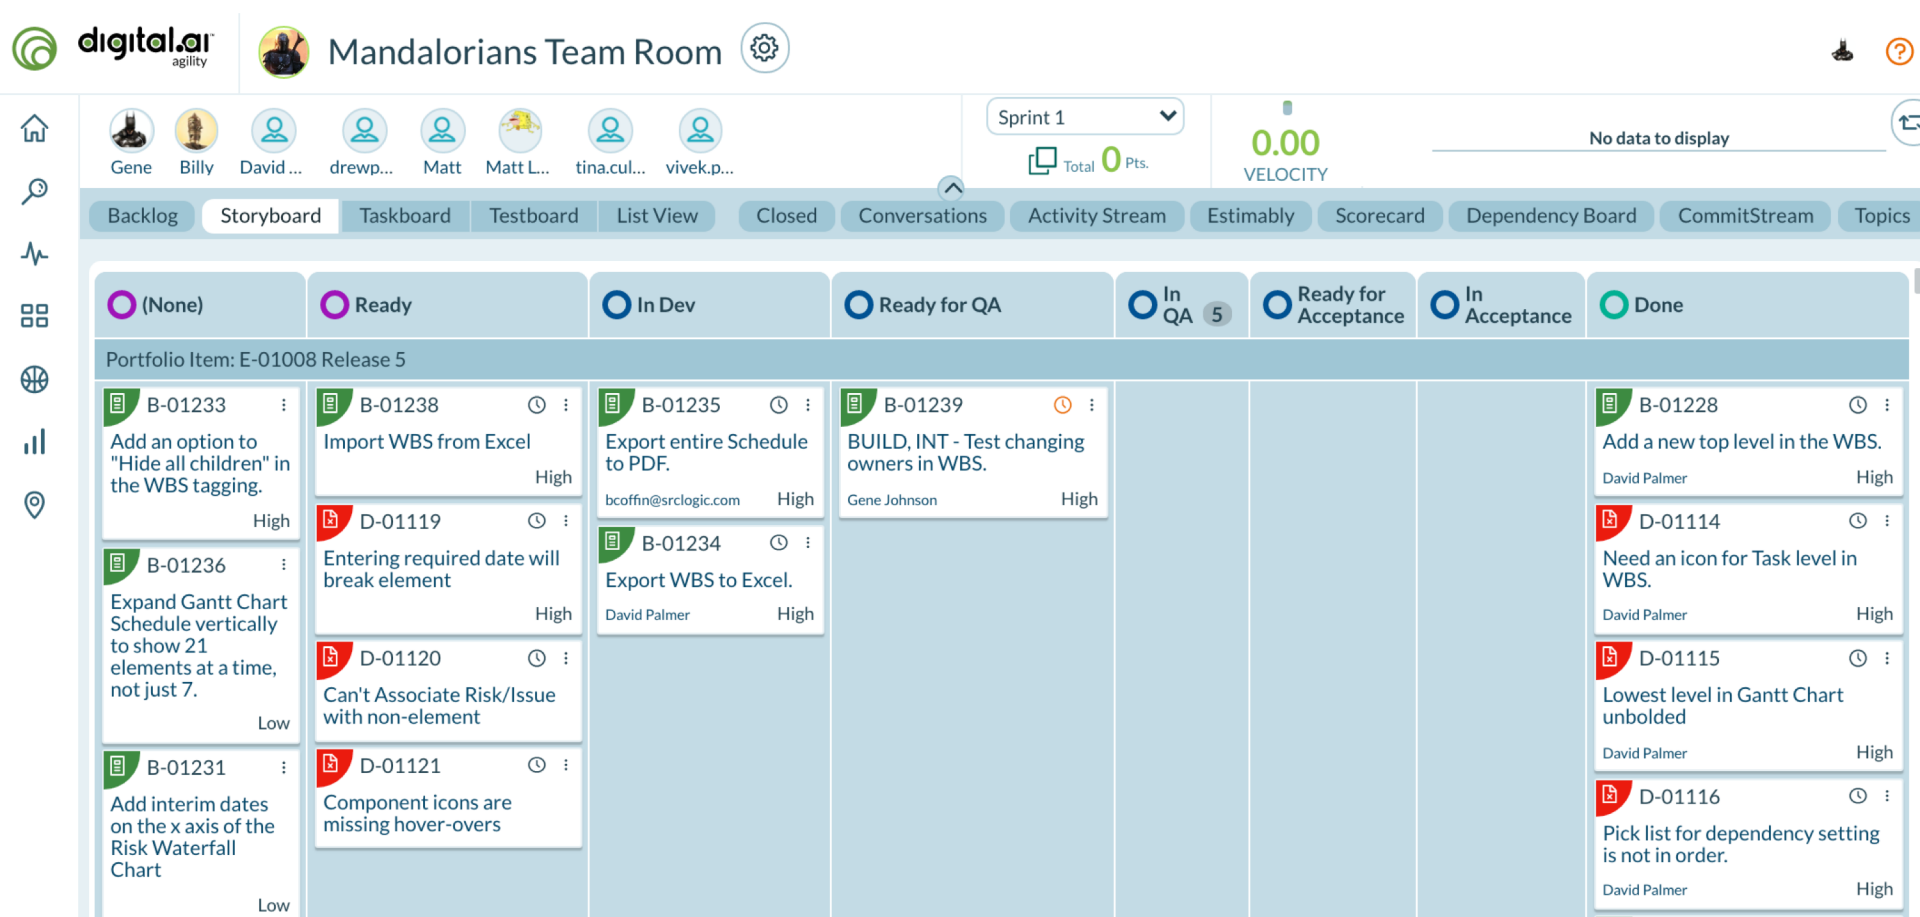 digital.ai™
agility
Mandalorians Team Room
Gene
Billy
David ...
drewp...
Matt
Matt L...
tina.cul...
vivek.p...
Sprint 1
Total 0 Pts.
0.00
VELOCITY
No data to display
Backlog
Storyboard
Taskboard
Testboard
List View
Closed
Conversations
Activity Stream
Estimably
Scorecard
Dependency Board
CommitStream
Topics
(None)
Ready
In Dev
Ready for QA
In
QA 5
Ready for
Acceptance
In
Acceptance
Done
Portfolio Item: E-01008 Release 5
B-01233
Add an option to
"Hide all children" in
the WBS tagging.
High
B-01236
Expand Gantt Chart
Schedule vertically
to show 21
elements at a time,
not just 7.
Low
B-01231
Add interim dates
on the x axis of the
Risk Waterfall
Chart
Low
B-01238
Import WBS from Excel
High
D-01119
Entering required date will
break element
High
D-01120
Can't Associate Risk/Issue
with non-element
D-01121
Component icons are
missing hover-overs
B-01235
Export entire Schedule
to PDF.
bcoffin@srclogic.com High
B-01234
Export WBS to Excel.
David Palmer High
B-01239
BUILD, INT - Test changing
owners in WBS.
Gene Johnson High
B-01228
Add a new top level in the WBS.
David Palmer High
D-01114
Need an icon for Task level in
WBS.
David Palmer High
D-01115
Lowest level in Gantt Chart
unbolded
David Palmer High
D-01116
Pick list for dependency setting
is not in order.
David Palmer High